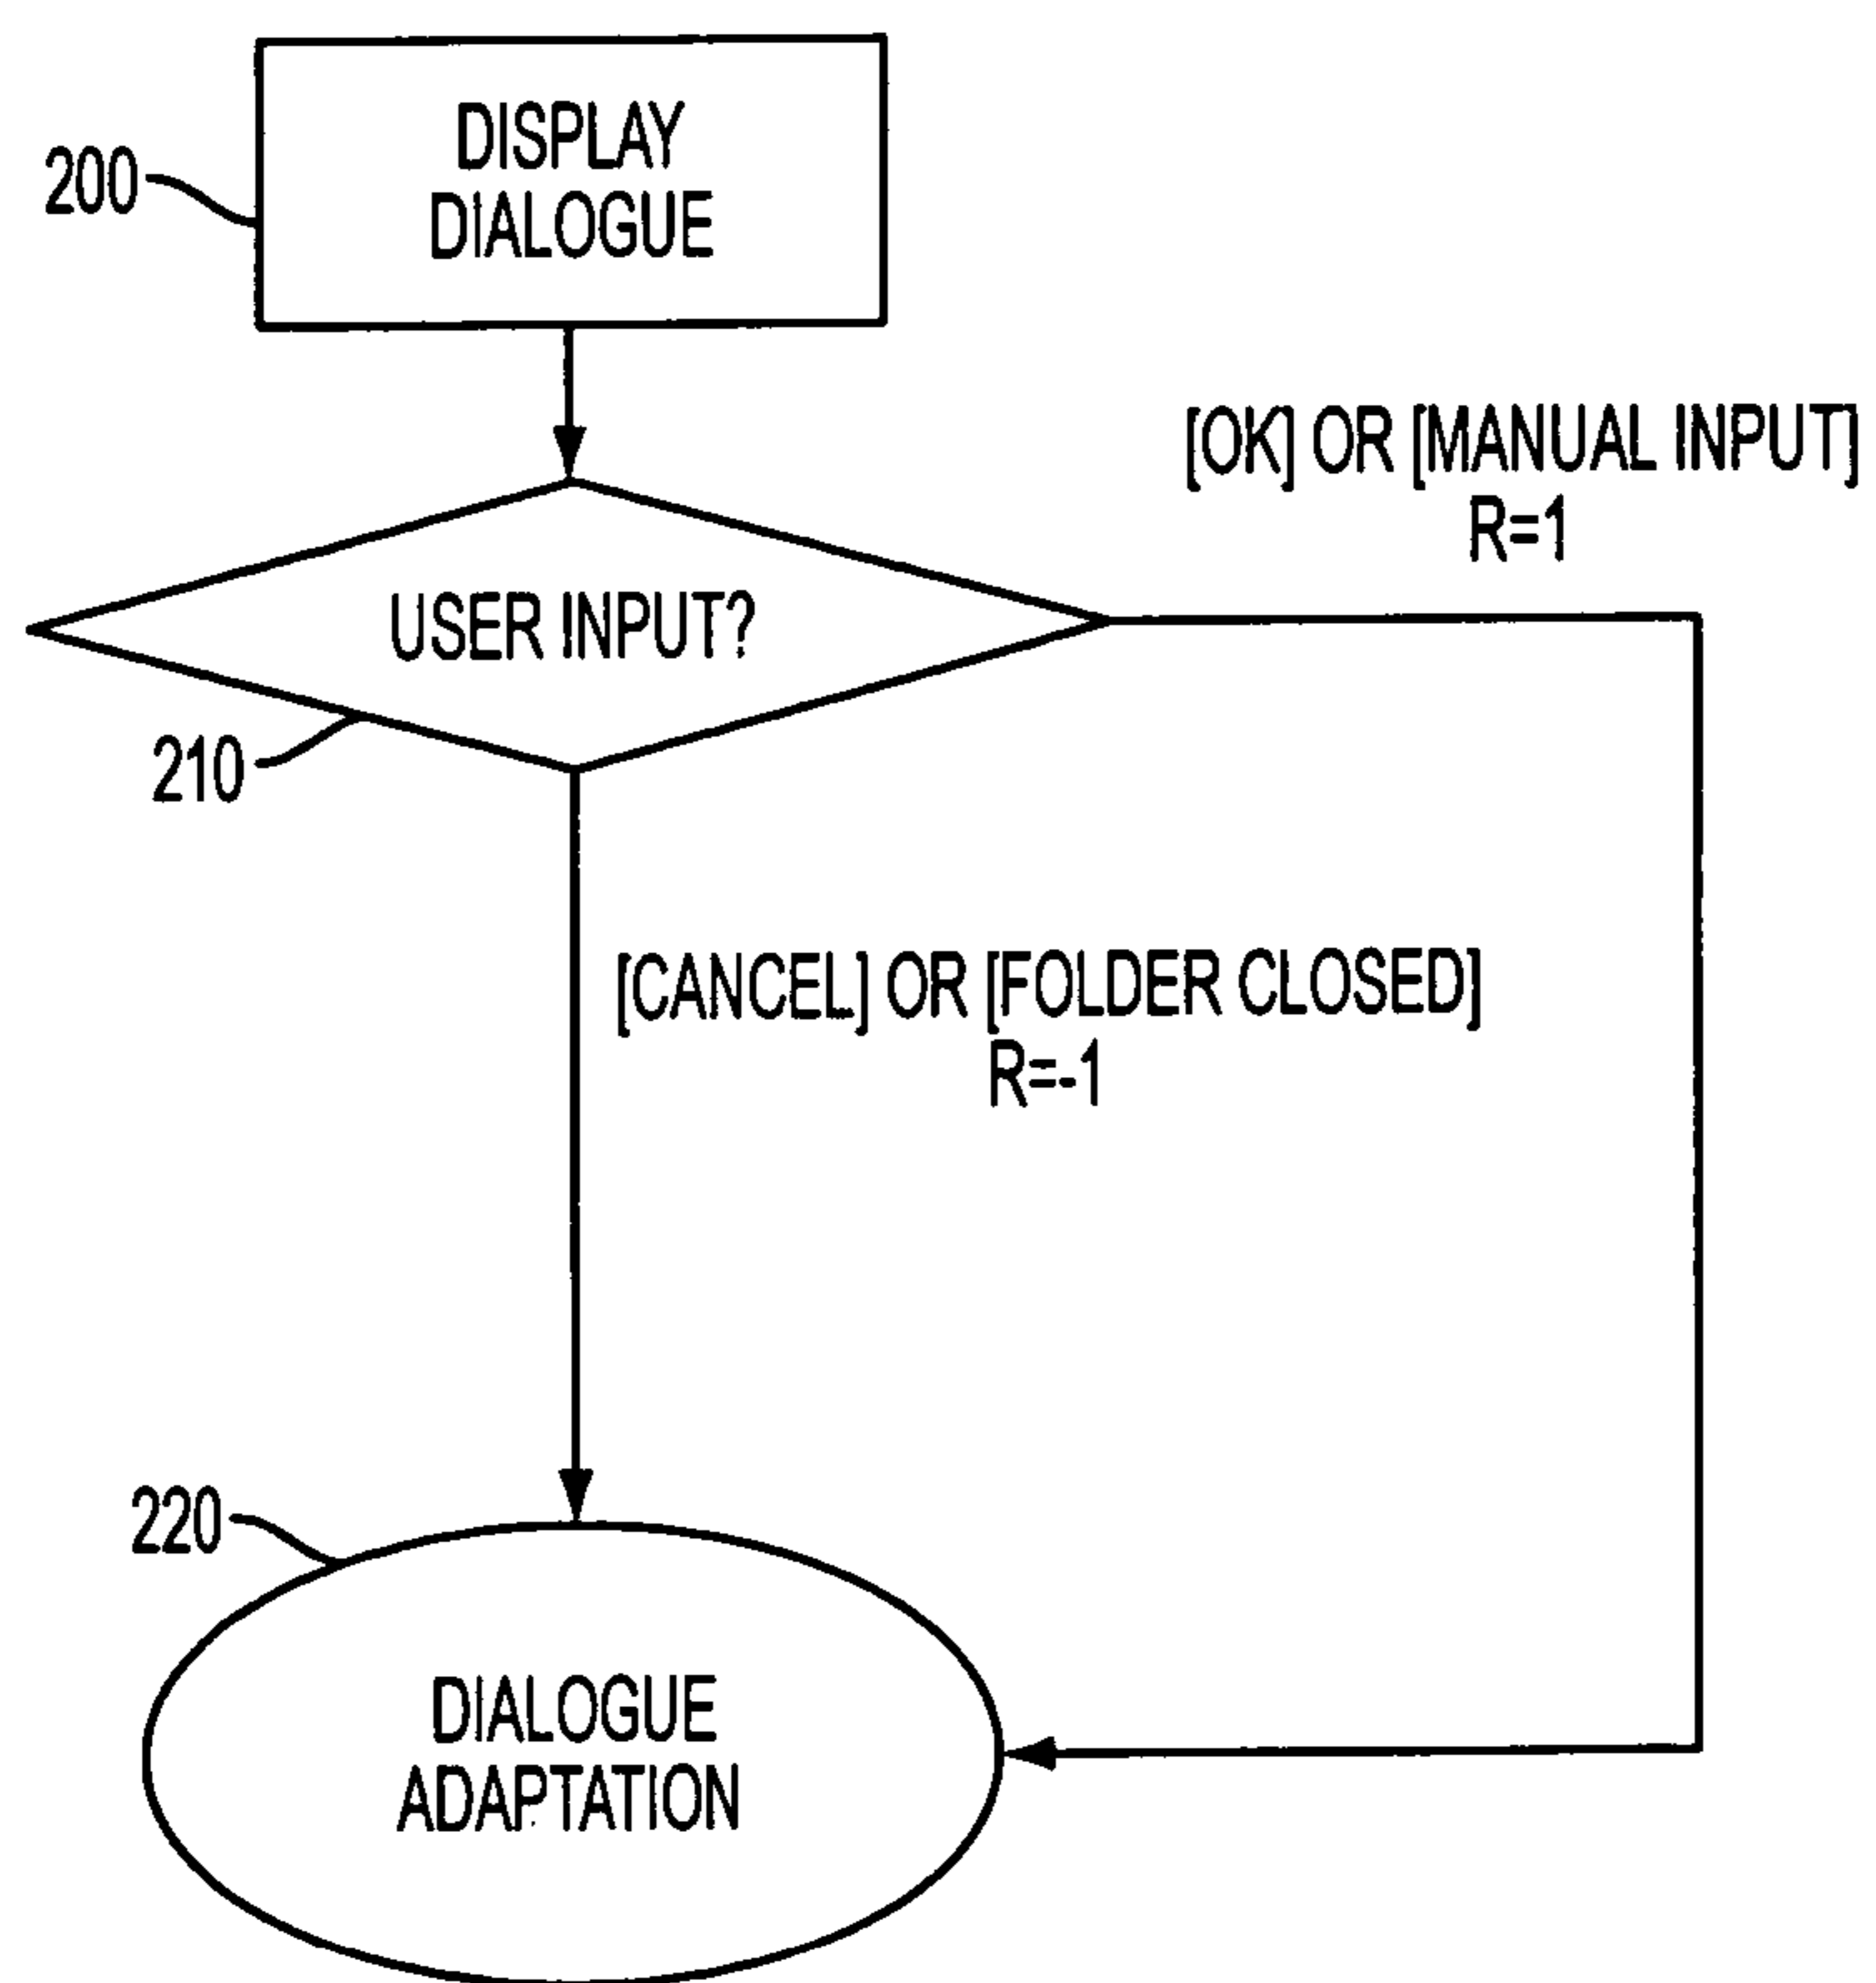 DISPLAY
DIALOGUE
200
[OK] OR [MANUAL INPUT]
R=1
USER INPUT?
210
[CANCEL] OR [FOLDER CLOSED]
R=-1
220
DIALOGUE
ADAPTATION